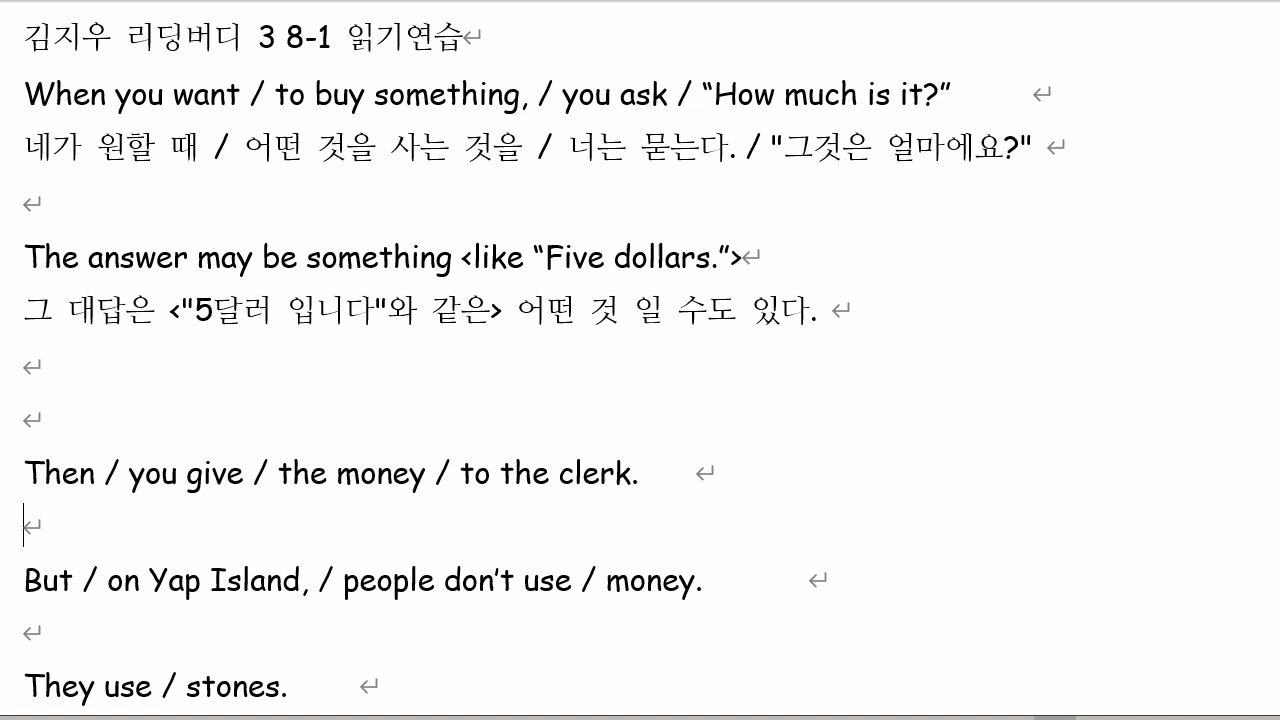 김지우 리딩버디 3 8-1 읽기연습
When you want / to buy something, / you ask / “How much is it?”
네가 원할 때 / 어떤 것을 사는 것을 / 너는 묻는다. / "그것은 얼마에요?"
The answer may be something <like “Five dollars.”>
그 대답은 <"5달러 입니다"와 같은> 어떤 것 일 수도 있다.
Then / you give / the money / to the clerk.
But / on Yap Island, / people don’t use / money.
They use / stones.